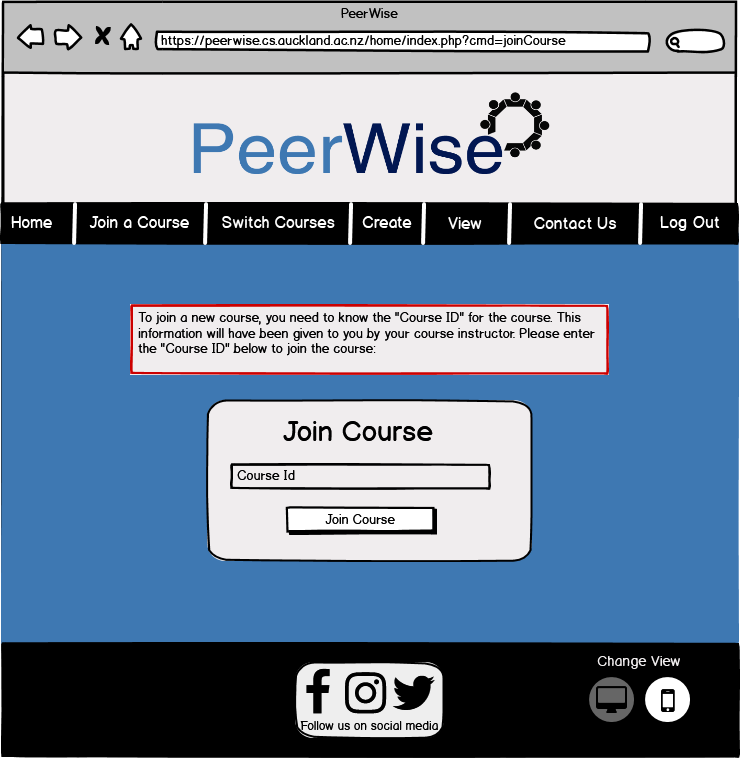 PeerWise
https://peerwise.cs.auckland.ac.nz/home/index.php?cmd=joinCourse
PeerWise
Home Join a Course Switch Courses Create View Contact Us Log Out
To join a new course, you need to know the "Course ID" for the course. This
information will have been given to you by your course instructor. Please enter
the "Course ID" below to join the course:
Join Course
Course Id
Join Course
Change View
Follow us on social media